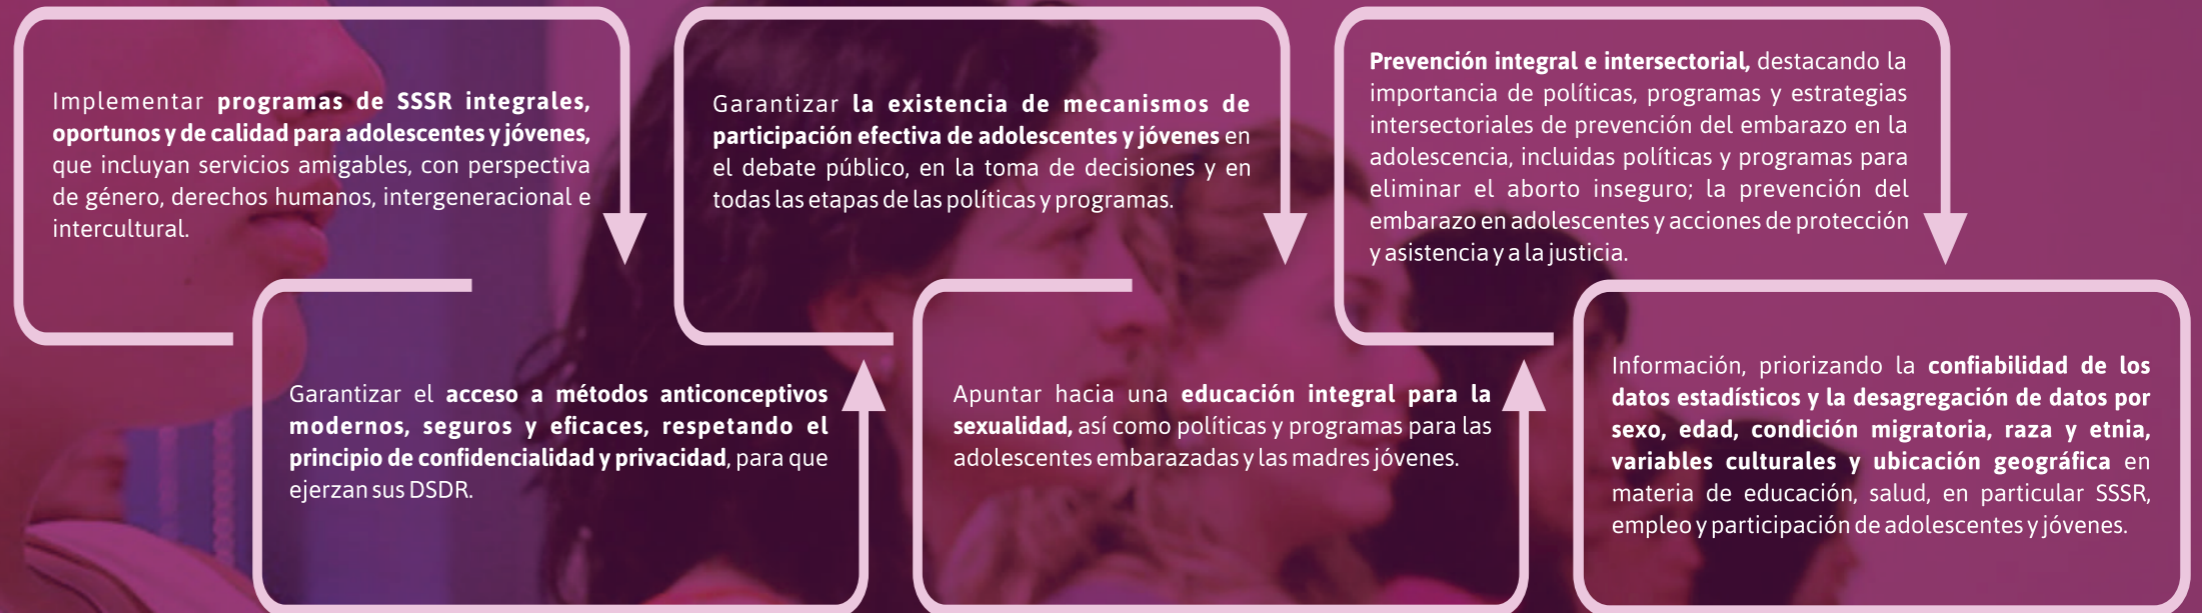 Implementar programas de SSSR integrales,
oportunos y de calidad para adolescentes y jóvenes,
que incluyan servicios amigables, con perspectiva
de género, derechos humanos, intergeneracional e
intercultural.
Garantizar el acceso a métodos anticonceptivos
modernos, seguros y eficaces, respetando el
principio de confidencialidad y privacidad, para que
ejerzan sus DSDR.
Garantizar la existencia de mecanismos de
participación efectiva de adolescentes y jóvenes en
el debate público, en la toma de decisiones y en
todas las etapas de las políticas y programas.
Apuntar hacia una educación integral para la
sexualidad, así como políticas y programas para las
adolescentes embarazadas y las madres jóvenes.
Prevención integral e intersectorial, destacando la
importancia de políticas, programas y estrategias
intersectoriales de prevención del embarazo en la
adolescencia, incluidas políticas y programas para
eliminar el aborto inseguro; la prevención del
embarazo en adolescentes y acciones de protección
y asistencia y a la justicia.
Información, priorizando la confiabilidad de los
datos estadísticos y la desagregación de datos por
sexo, edad, condición migratoria, raza y etnia,
variables culturales y ubicación geográfica en
materia de educación, salud, en particular SSSR,
empleo y participación de adolescentes y jóvenes.